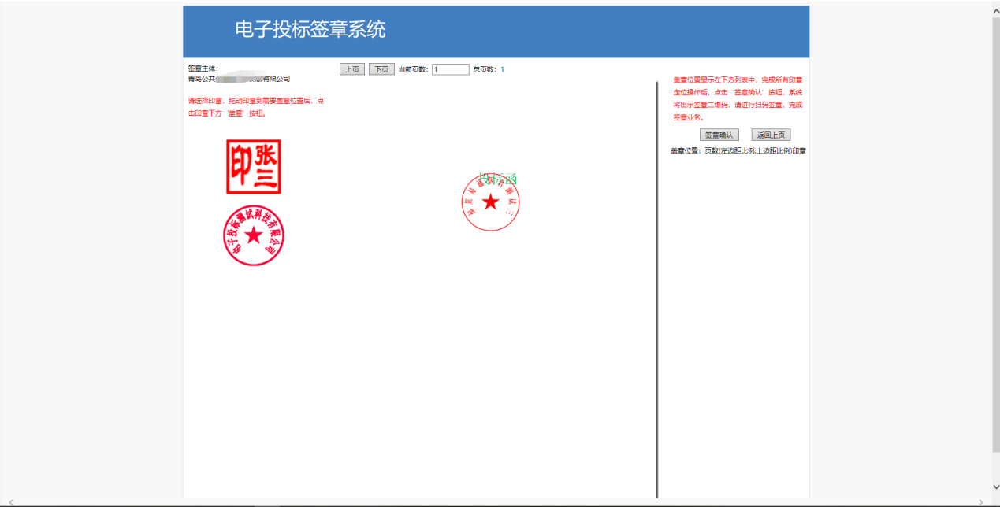 电子投标签章系统
签章主体：
青岛公共 有限公司
上页 下页 当前页数： 1 总页数： 1
请选择印章，拖动印章到需要盖章位置后，点
击印章下方‘盖章’按钮。
印 张三
电子投标测试科技有限公司
投标函
盖章位置显示在下方列表中，完成所有印章
定位操作后，点击‘签章确认’按钮，系统
将出示签章二维码，请进行扫码签章，完成
签章业务。
签章确认 返回上页
盖章位置：页数(左边距比例:上边距比例)印章